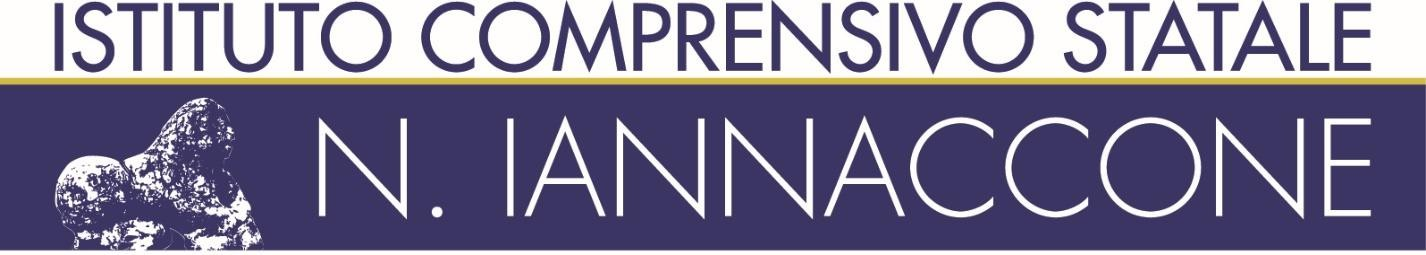 ISTITUTO COMPRENSIVO STATALE
N. IANNACCONE